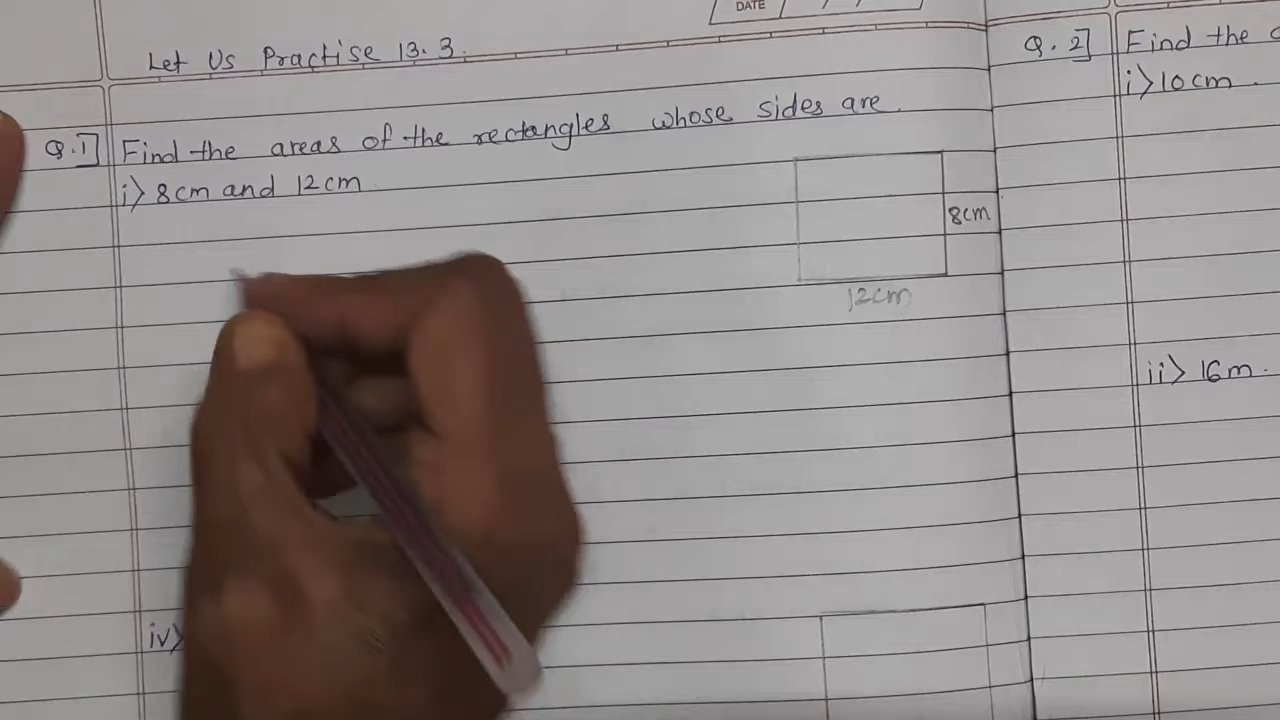 DATE
Let Us Practise 13.3.
Q.1] Find the areas of the rectangles whose sides are.
i> 8cm and 12cm
8cm
12cm
iv>
Q.2] Find the
i> 10cm.
ii> 16m.